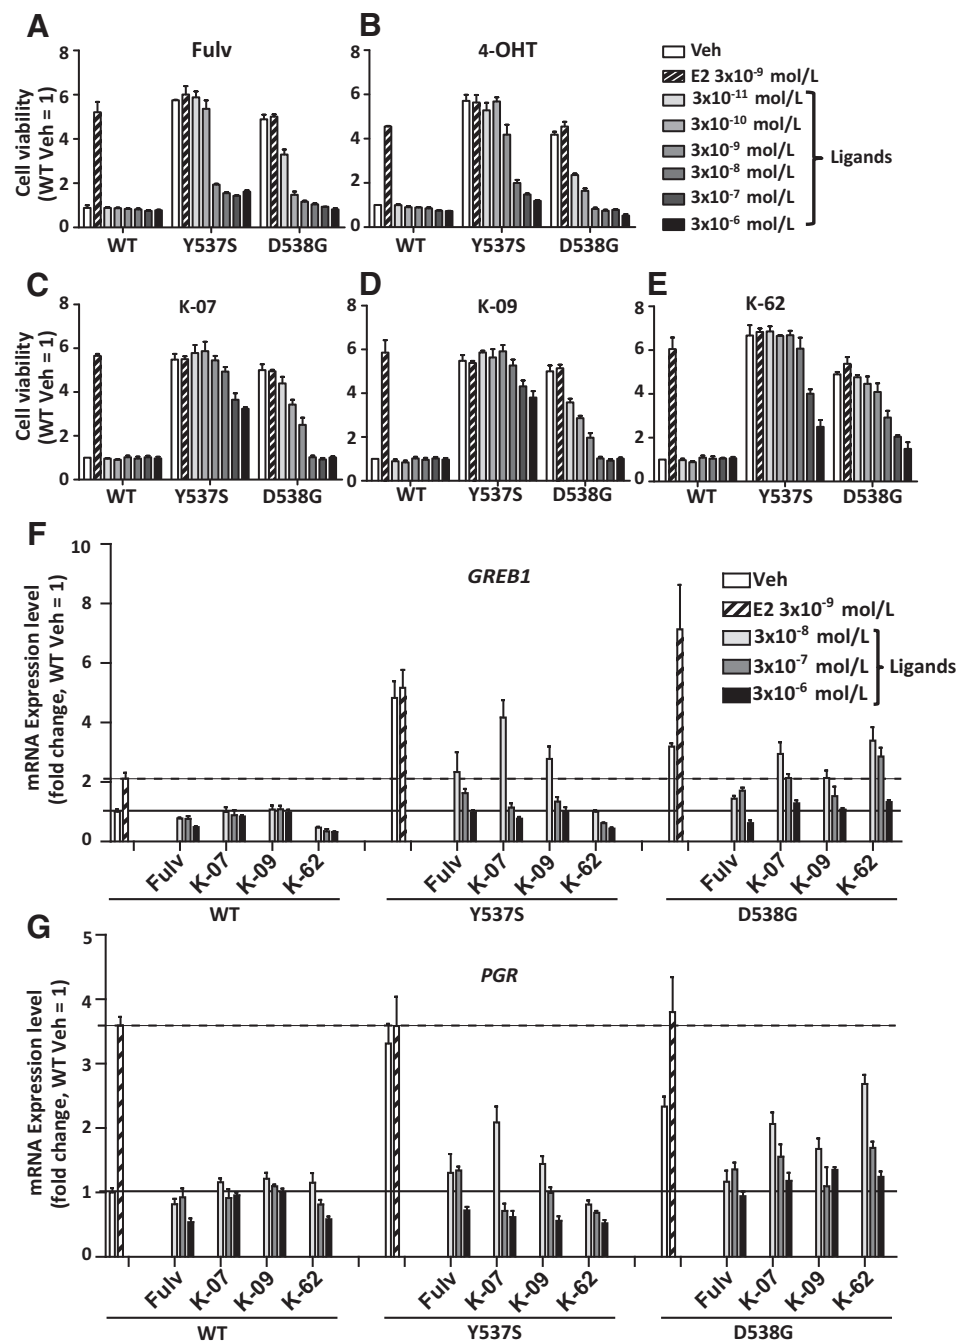 A
Fulv
Cell viability
(WT Veh = 1)
8
6
4
2
0
WT
Y537S
D538G
B
4-OHT
8
6
4
2
0
WT
Y537S
D538G
Veh
E2 3x10⁻⁹ mol/L
3x10⁻¹¹ mol/L
3x10⁻¹⁰ mol/L
3x10⁻⁹ mol/L
3x10⁻⁸ mol/L
3x10⁻⁷ mol/L
3x10⁻⁶ mol/L
Ligands
C
K-07
Cell viability
(WT Veh = 1)
8
6
4
2
0
WT
Y537S
D538G
D
K-09
8
6
4
2
0
WT
Y537S
D538G
E
K-62
8
6
4
2
0
WT
Y537S
D538G
F
GREB1
mRNA Expression level
(fold change, WT Veh = 1)
10
8
6
4
2
1
0
Veh
E2 3x10⁻⁹ mol/L
3x10⁻⁸ mol/L
3x10⁻⁷ mol/L
3x10⁻⁶ mol/L
Ligands
Fulv K-07 K-09 K-62
Fulv K-07 K-09 K-62
Fulv K-07 K-09 K-62
WT Y537S D538G
G
PGR
mRNA Expression level
(fold change, WT Veh = 1)
5
4
3
2
1
0
Fulv K-07 K-09 K-62
Fulv K-07 K-09 K-62
Fulv K-07 K-09 K-62
WT Y537S D538G